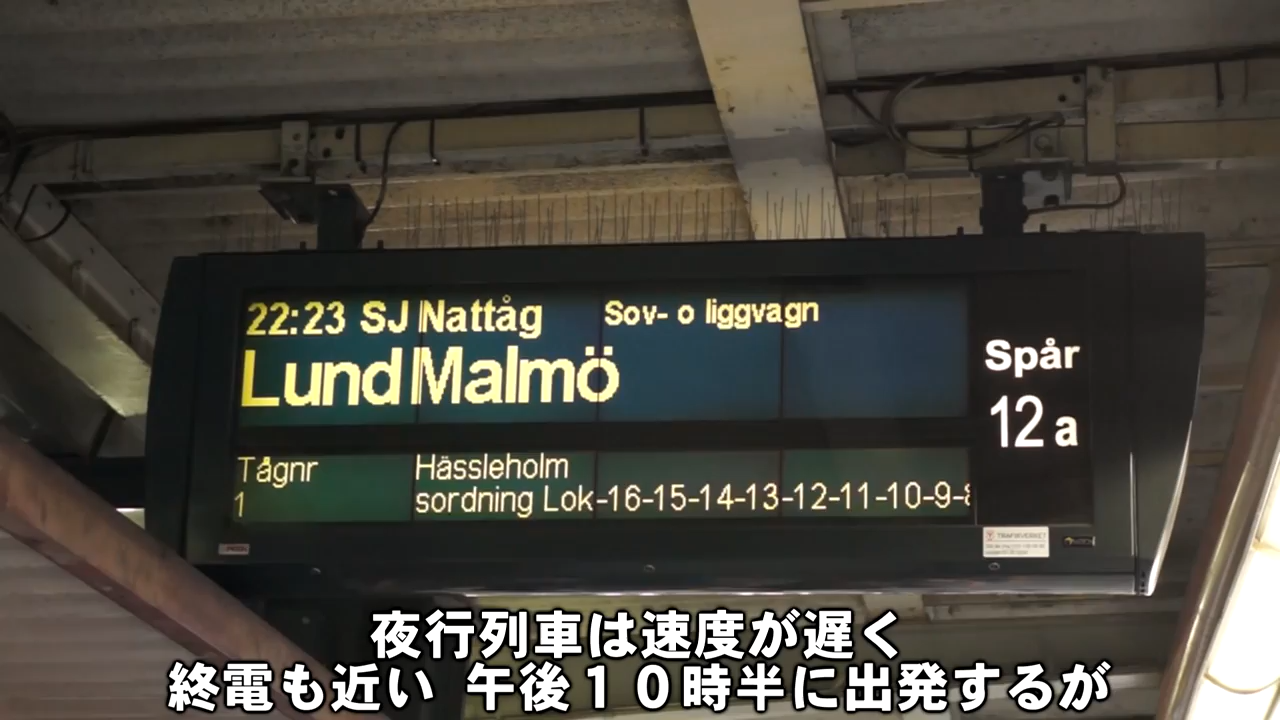 22:23 SJ Nattåg Sov- o liggvagn
Lund Malmö
Spår
12 a
Tågnr Hässleholm
1 sordning Lok-16-15-14-13-12-11-10-9-8
TRAFIKVERKET
夜行列車は速度が遅く
終電も近い 午後１０時半に出発するが